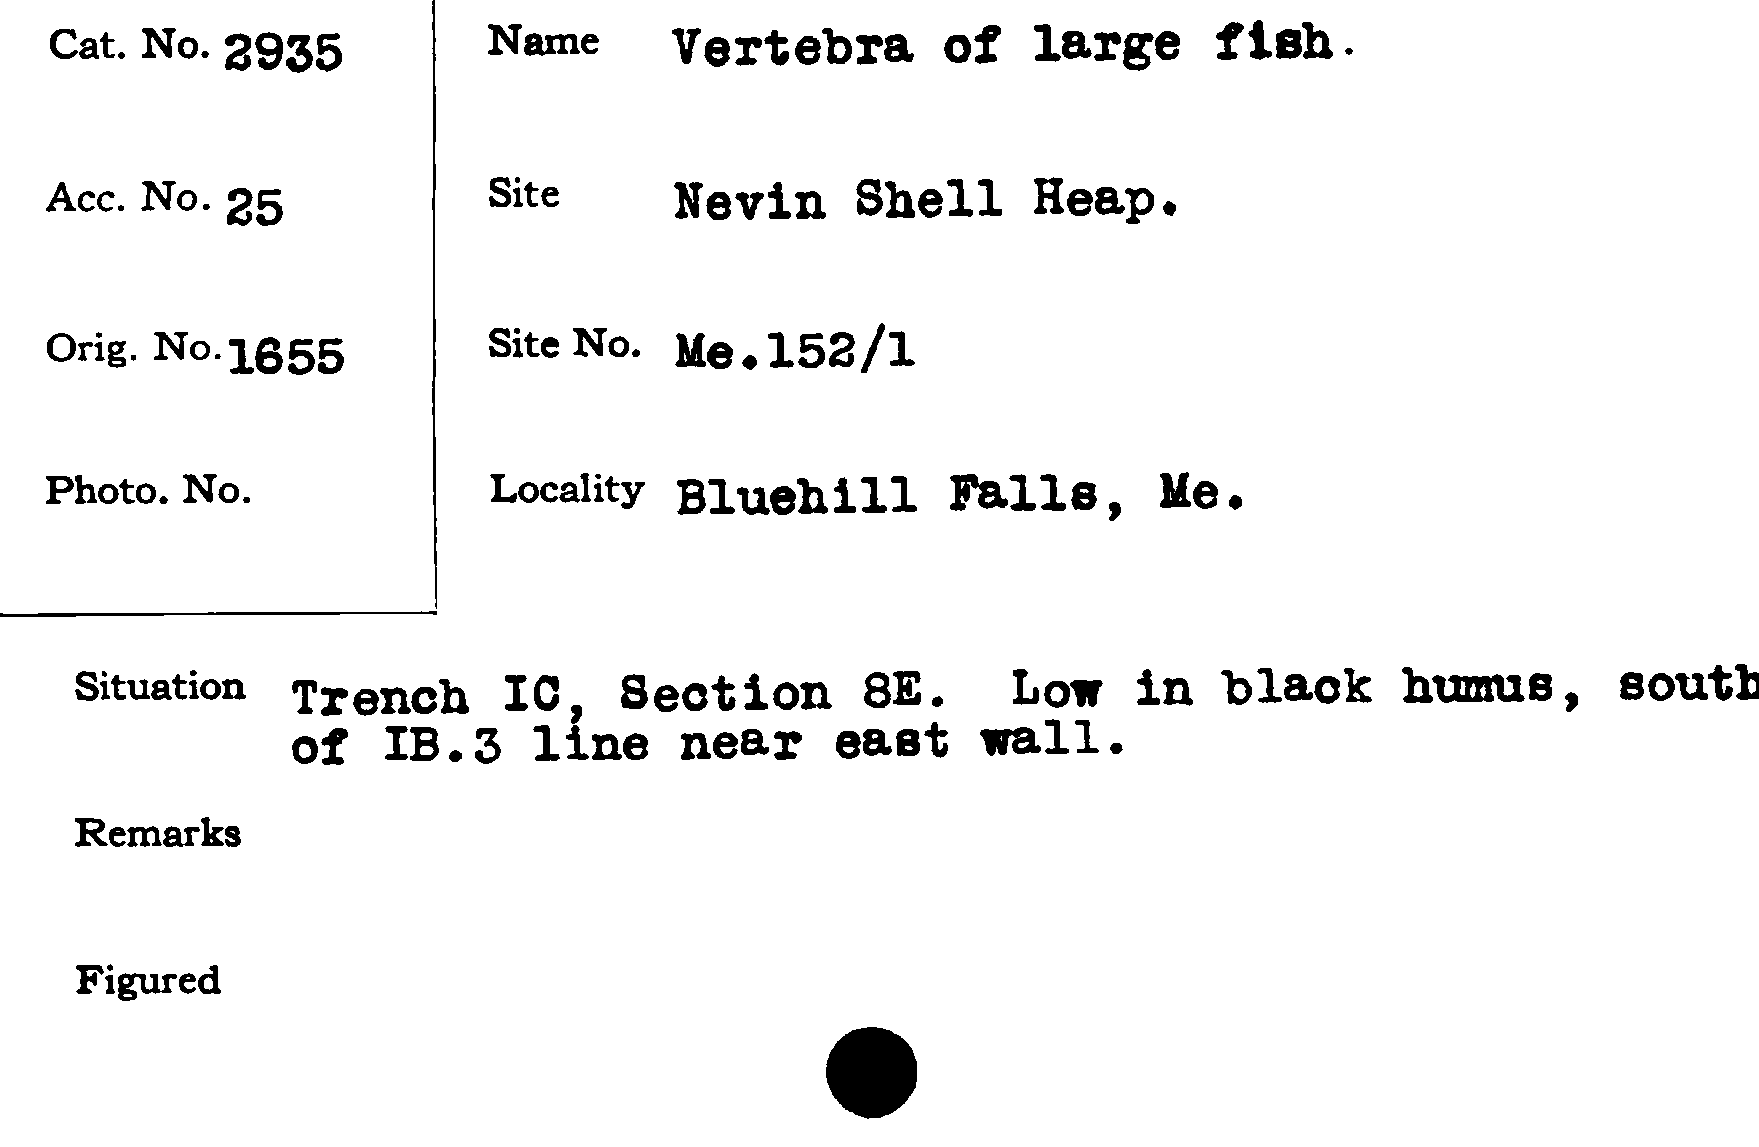 Cat. No. 2935
Name Vertebra of large fish.
Acc. No. 25
Site Nevin Shell Heap.
Orig. No. 1655
Site No. Me.152/1
Photo. No.
Locality Bluehill Falls, Me.
Situation Trench IC, Section 8E. Low in black humus, south
of IB.3 line near east wall.
Remarks
Figured